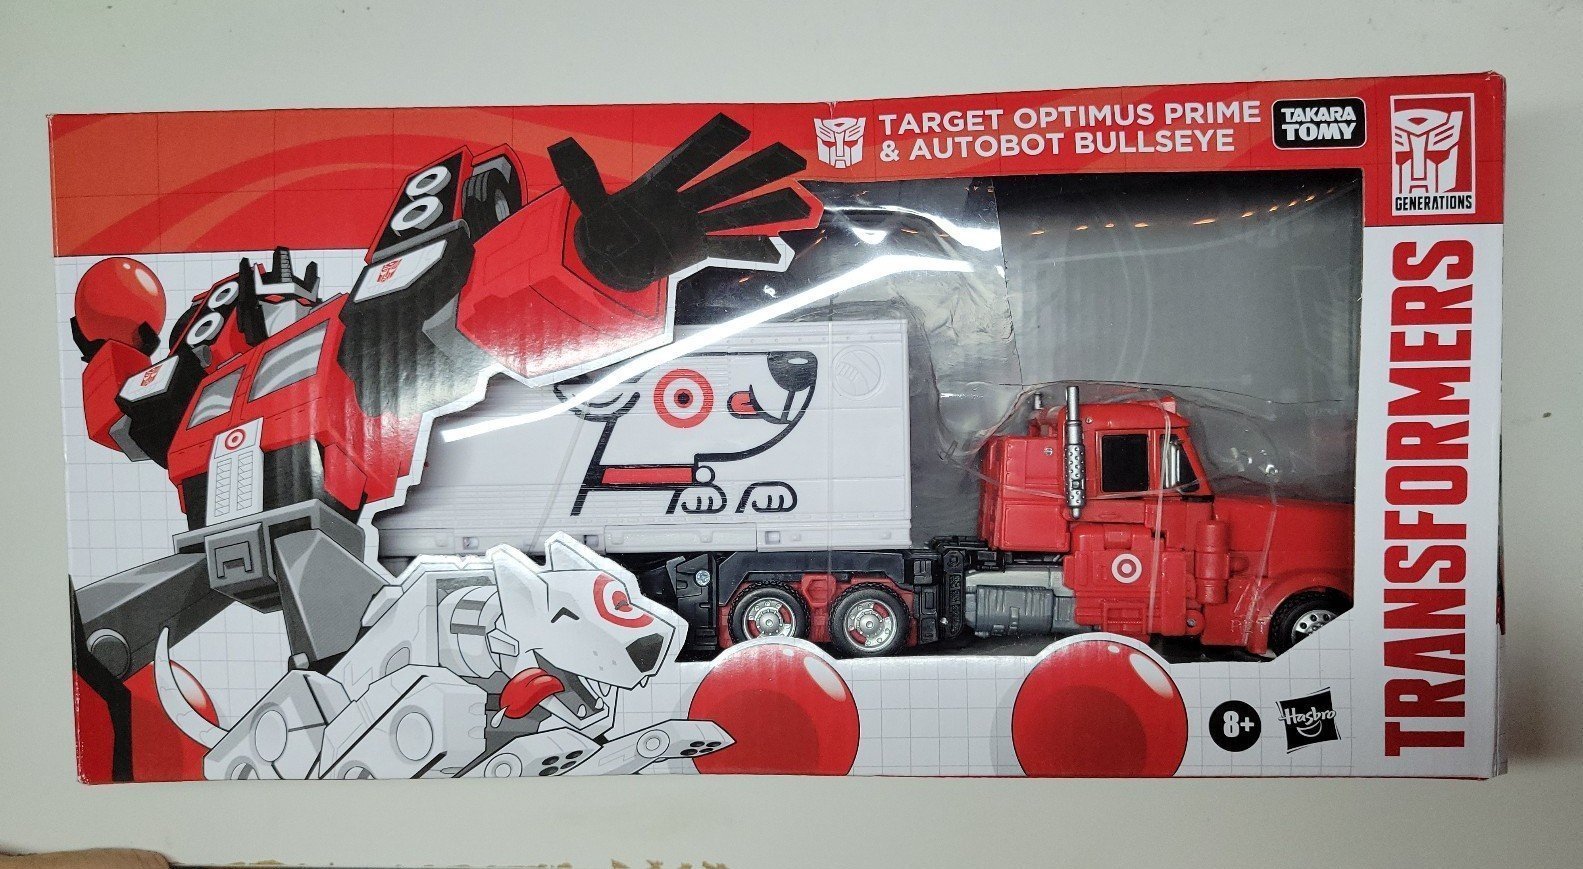 TARGET OPTIMUS PRIME
& AUTOBOT BULLSEYE
TAKARA
TOMY
GENERATIONS
TRANSFORMERS
8+
Hasbro